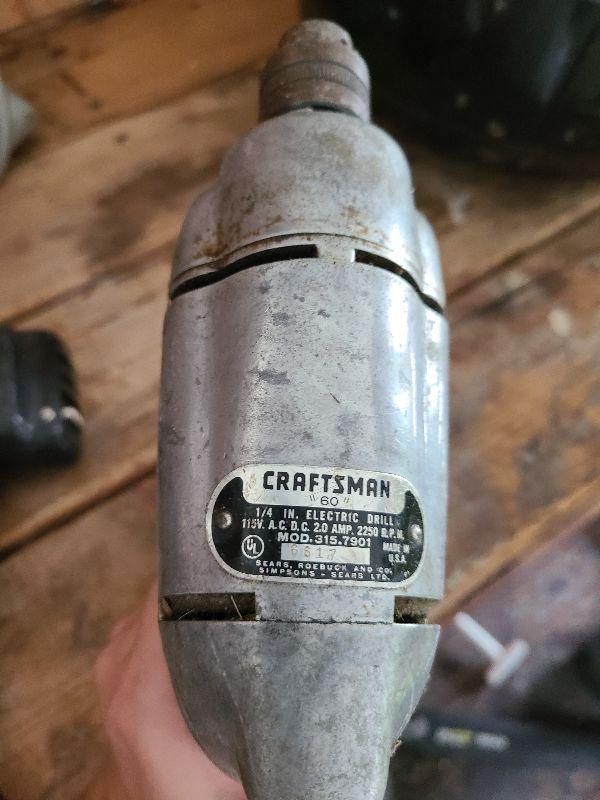 CRAFTSMAN
"60"
1/4 IN. ELECTRIC DRILL
115V. A.C. D.C. 2.0 AMP. 2250 R.P.M.
MOD. 315.7901
UL 6617 MADE IN U.S.A.
SEARS, ROEBUCK AND CO.
SIMPSONS - SEARS LTD.